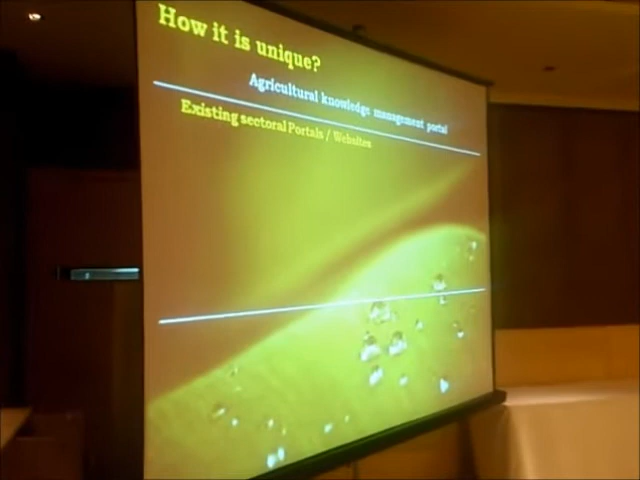 How it is unique?
Agricultural knowledge management portal
Existing sectoral Portals / Websites